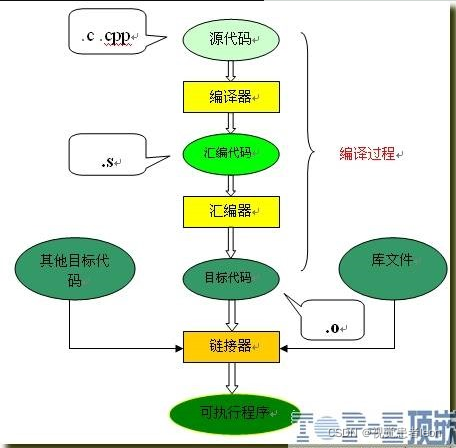 .c .cpp
源代码
编译器
汇编代码
.s
编译过程
汇编器
其他目标代
码
目标代码
库文件
.o
链接器
可执行程序